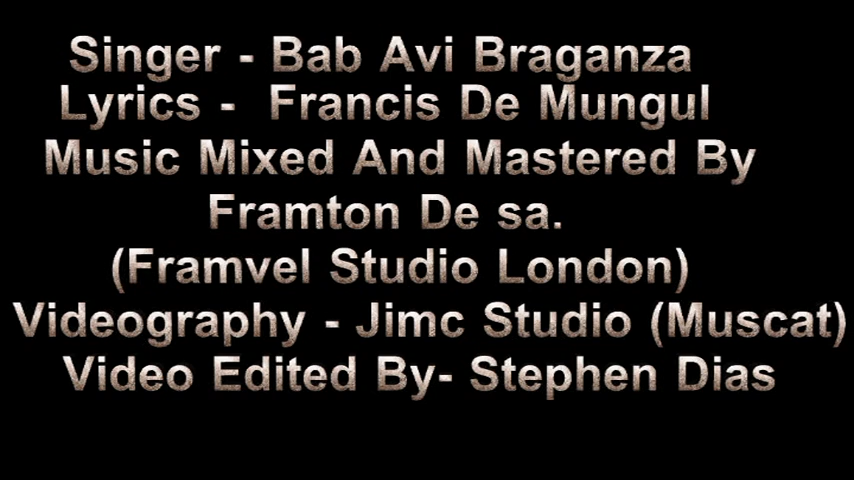 Singer - Bab Avi Braganza
Lyrics - Francis De Mungul
Music Mixed And Mastered By
Framton De sa.
(Framvel Studio London)
Videography - Jimc Studio (Muscat)
Video Edited By- Stephen Dias